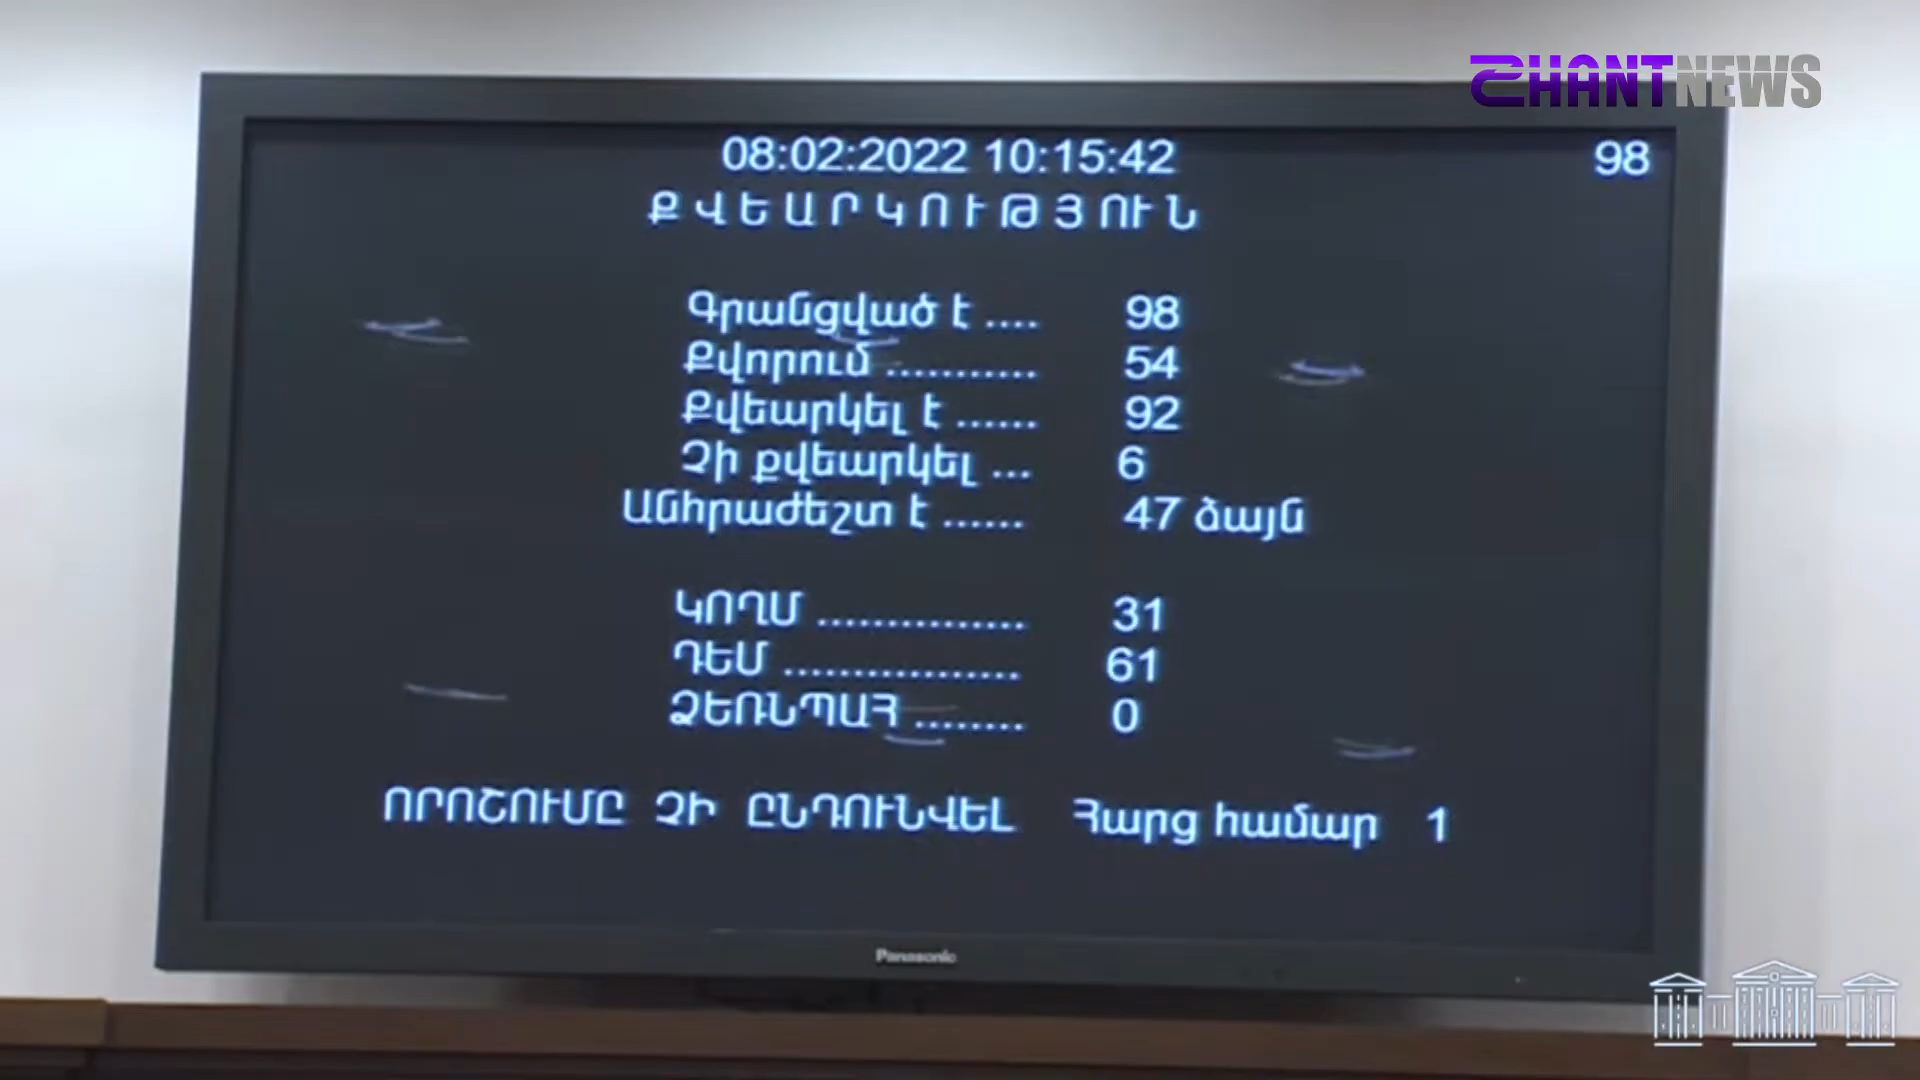 SHANTNEWS
08:02:2022 10:15:42 98
ՔՎԵԱՐԿՈՒԹՅՈՒՆ
Գրանցված է .... 98
Քվորում ........... 54
Քվեարկել է ...... 92
Չի քվեարկել ... 6
Անհրաժեշտ է ...... 47 ձայն
ԿՈՂՄ ............... 31
ԴԵՄ ................. 61
ՁԵՌՆՊԱՀ ........ 0
ՈՐՈՇՈՒՄԸ ՉԻ ԸՆԴՈՒՆՎԵԼ Հարց համար 1
Panasonic